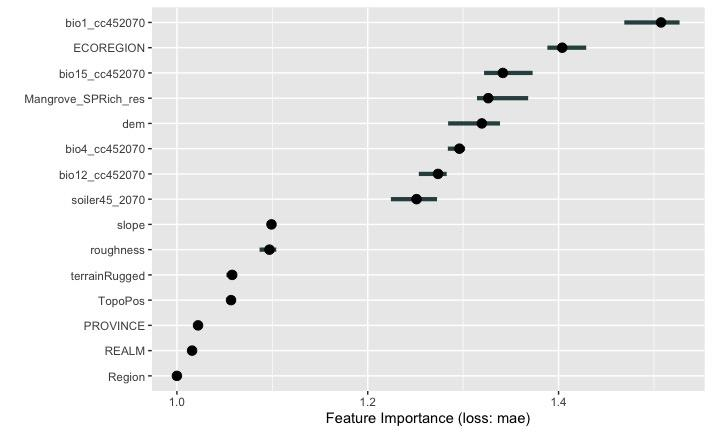 bio1_cc452070
ECOREGION
bio15_cc452070
Mangrove_SPRich_res
dem
bio4_cc452070
bio12_cc452070
soiler45_2070
slope
roughness
terrainRugged
TopoPos
PROVINCE
REALM
Region
1.0 1.2 1.4
Feature Importance (loss: mae)